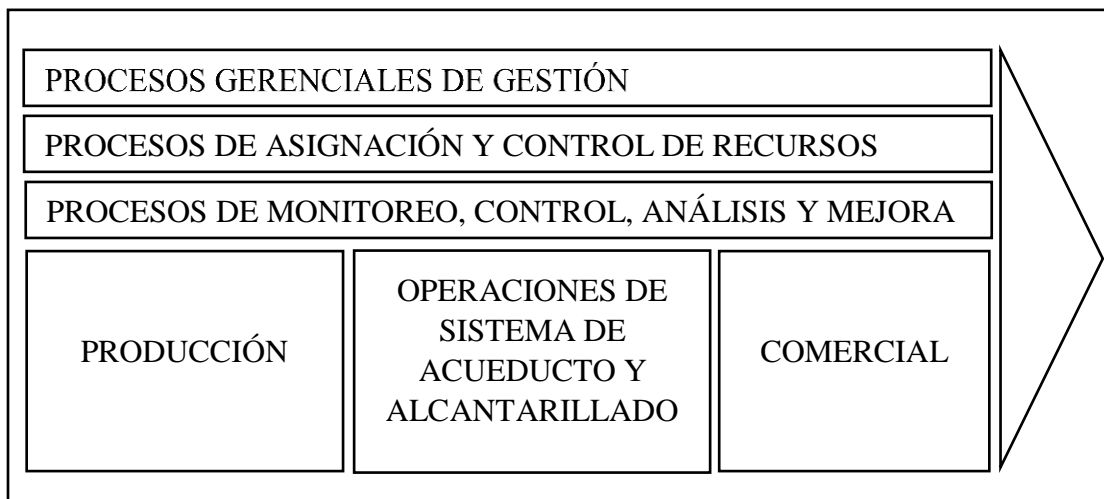 PROCESOS GERENCIALES DE GESTIÓN
PROCESOS DE ASIGNACIÓN Y CONTROL DE RECURSOS
PROCESOS DE MONITOREO, CONTROL, ANÁLISIS Y MEJORA
PRODUCCIÓN
OPERACIONES DE
SISTEMA DE
ACUEDUCTO Y
ALCANTARILLADO
COMERCIAL